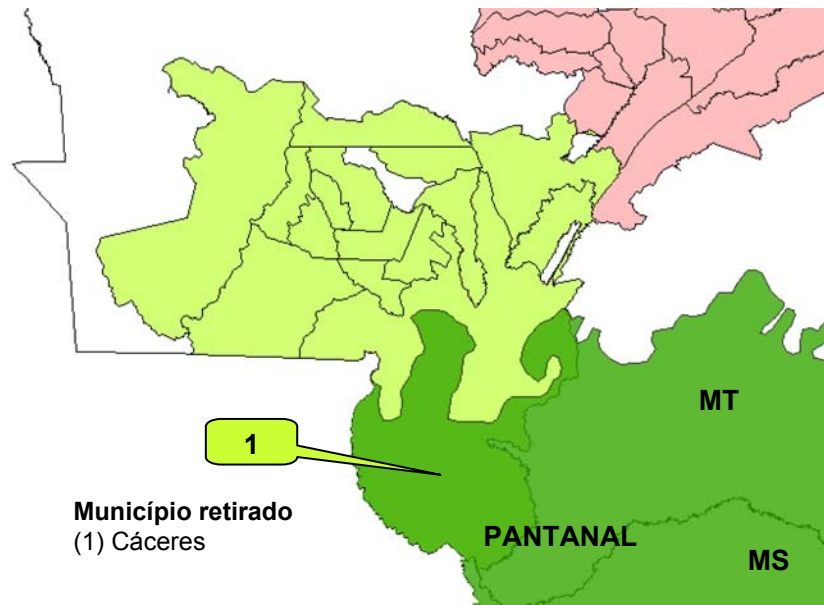 MT
1
Município retirado
(1) Cáceres
PANTANAL
MS